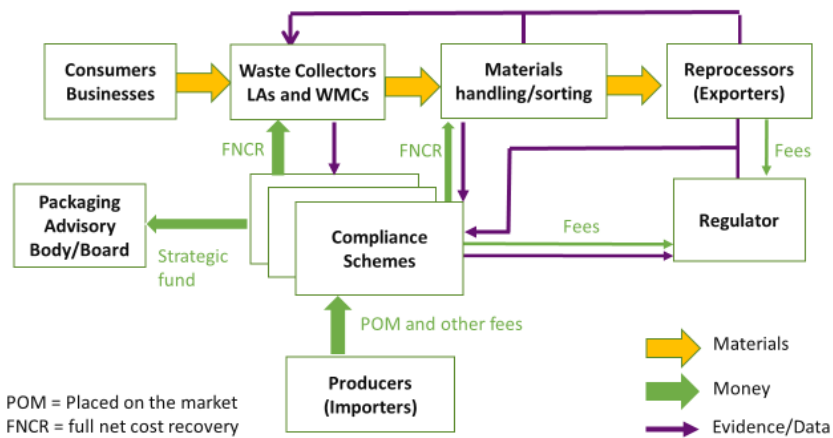 Consumers
Businesses
Waste Collectors
LAs and WMCs
Materials
handling/sorting
Reprocessors
(Exporters)
FNCR
FNCR
Fees
Packaging
Advisory
Body/Board
Strategic
fund
Compliance
Schemes
Fees
Regulator
POM and other fees
Producers
(Importers)
POM = Placed on the market
FNCR = full net cost recovery
Materials
Money
Evidence/Data